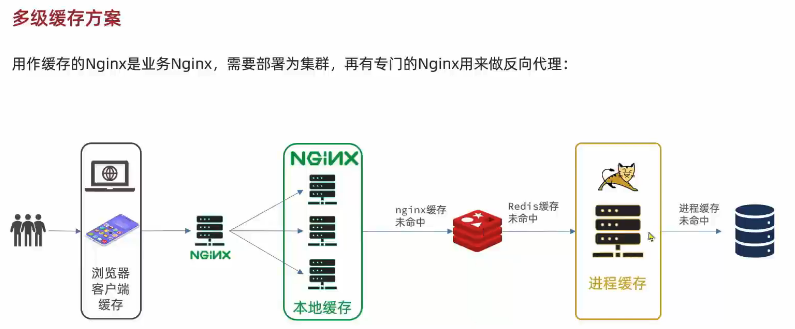 多级缓存方案
用作缓存的Nginx是业务Nginx，需要部署为集群，再有专门的Nginx用来做反向代理：
NGINX
nginx缓存
未命中
Redis缓存
未命中
进程缓存
未命中
NGINX
浏览器
客户端
缓存
本地缓存
进程缓存